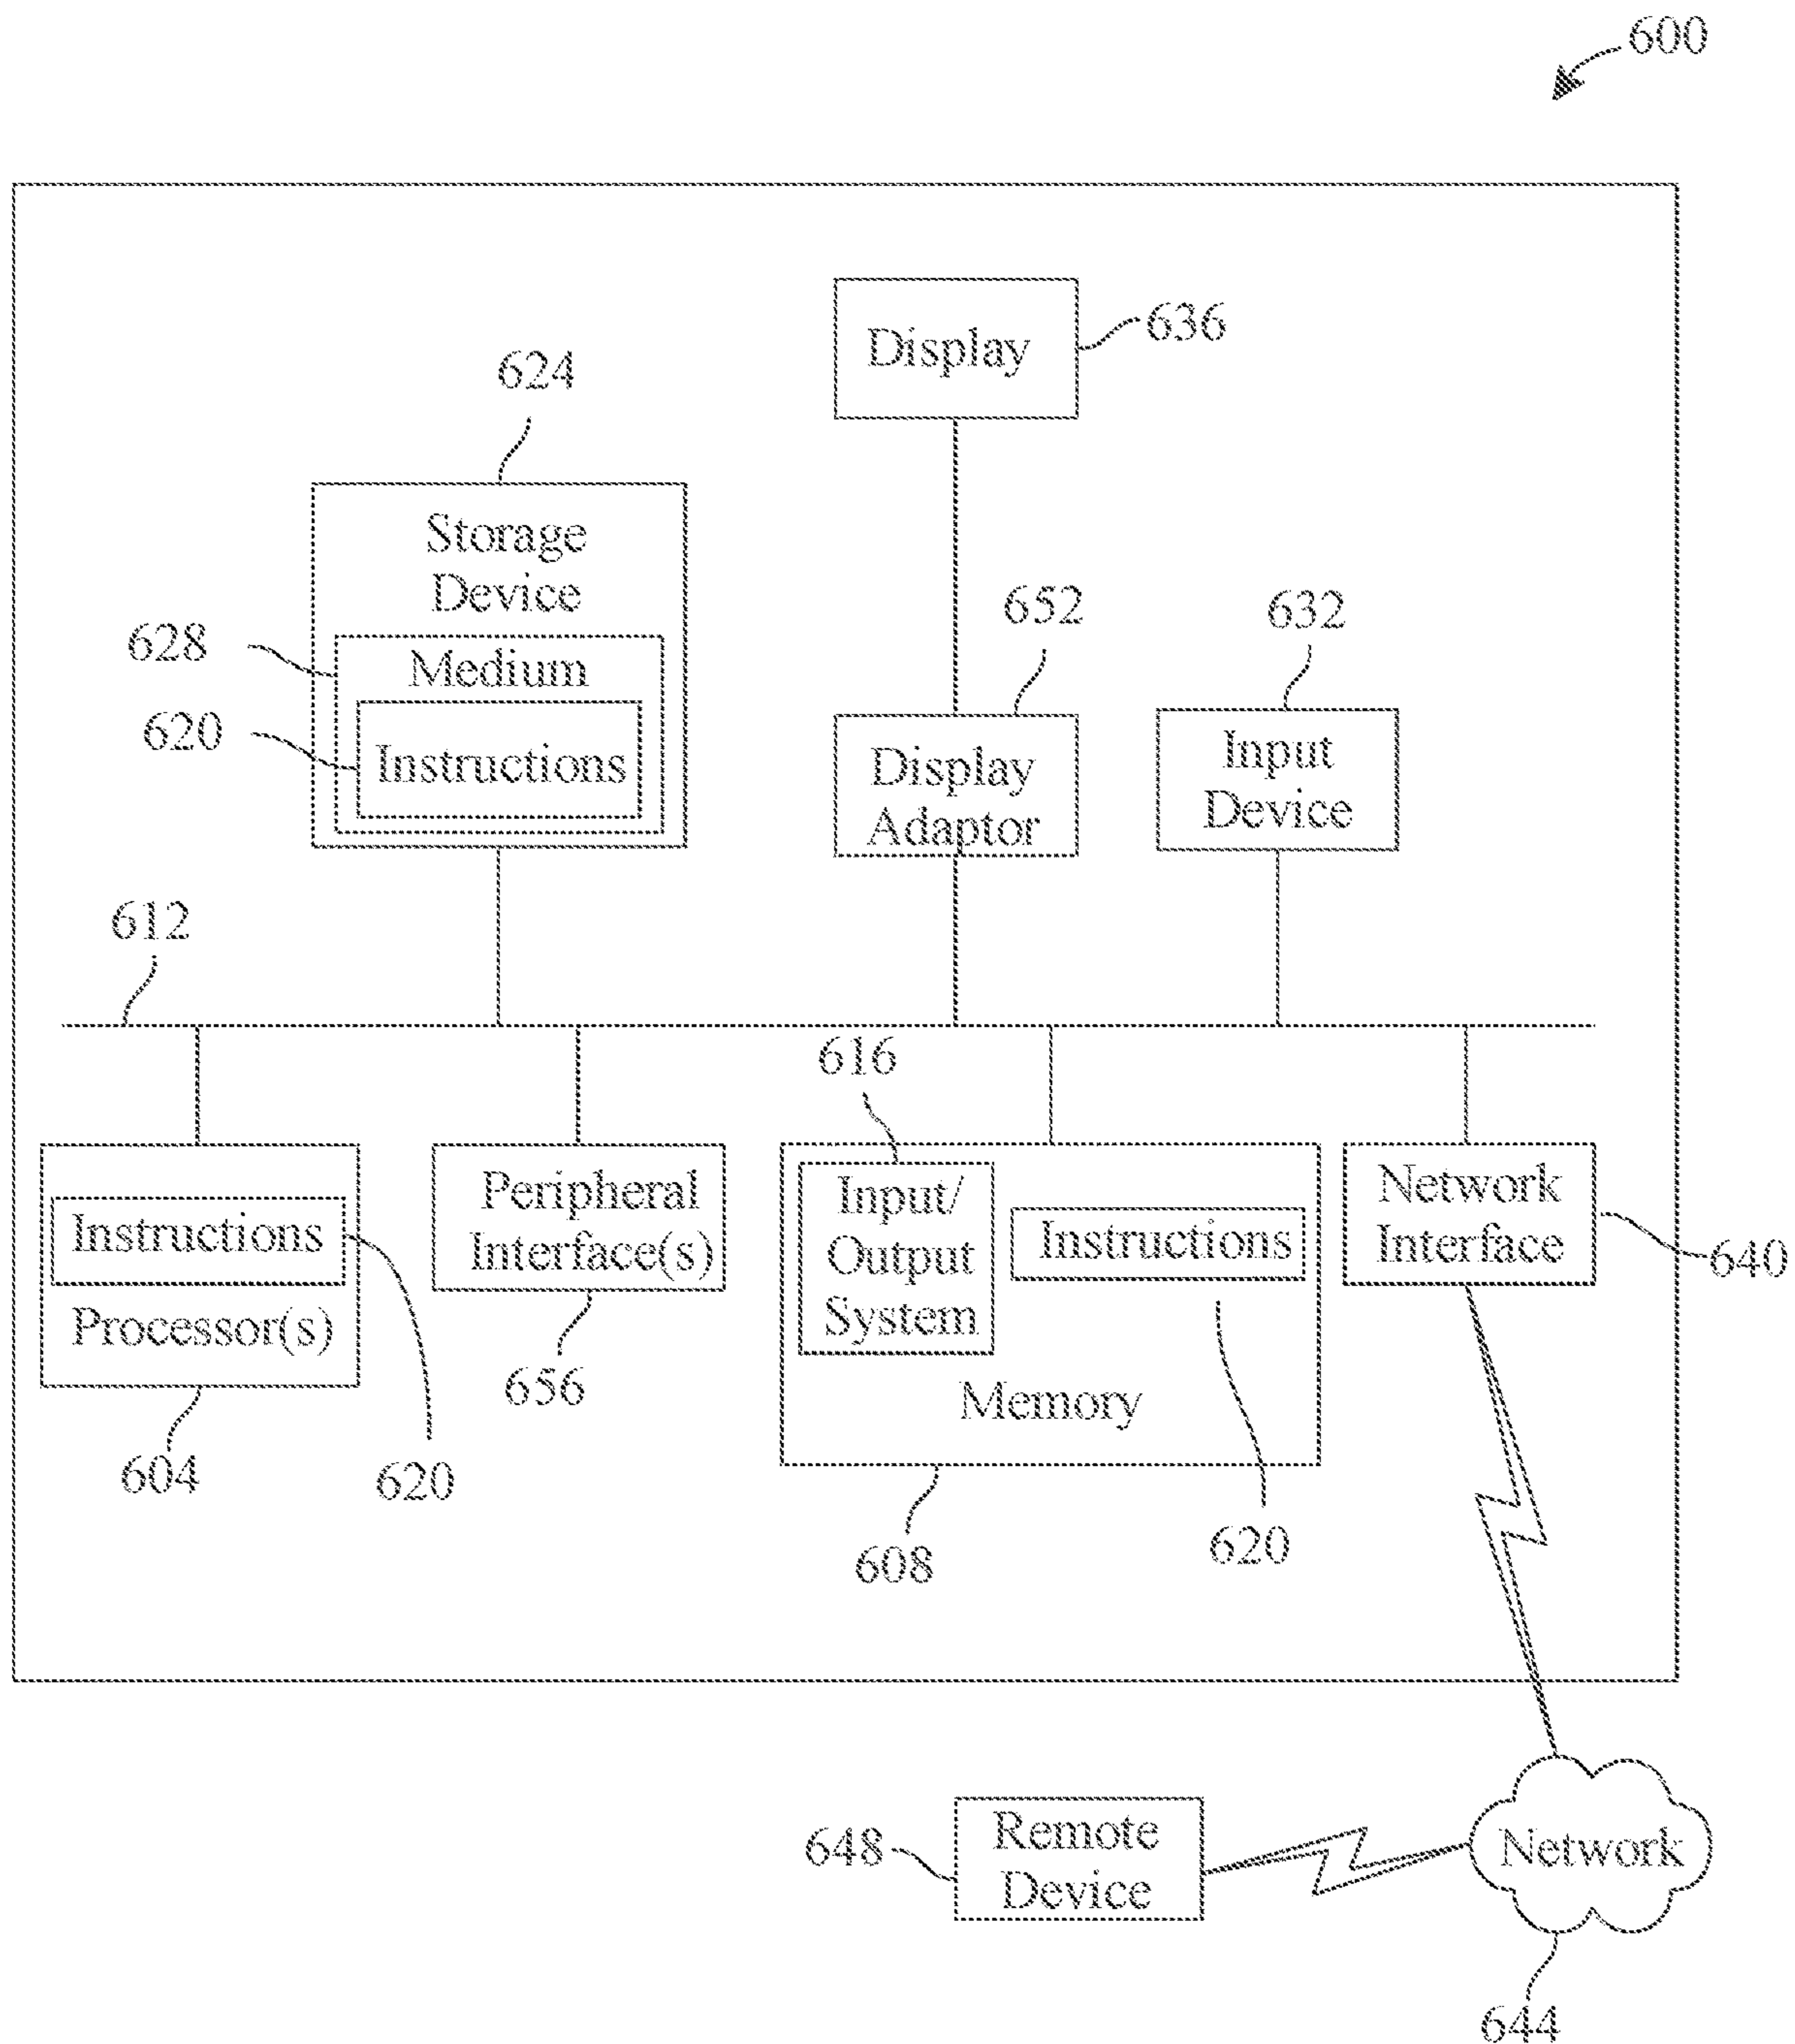 600
Display
636
624
Storage
Device
628
Medium
620
Instructions
652
Display
Adaptor
632
Input
Device
612
616
Instructions
Processor(s)
604
620
Peripheral
Interface(s)
656
Input/
Output
System
Instructions
Memory
608
620
Network
Interface
640
648
Remote
Device
Network
644